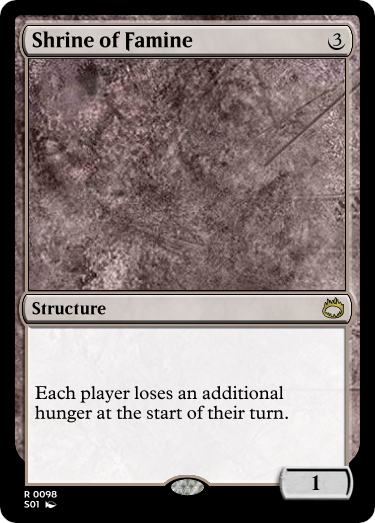 Shrine of Famine 3
Structure
Each player loses an additional
hunger at the start of their turn.
1
R 0098
S01